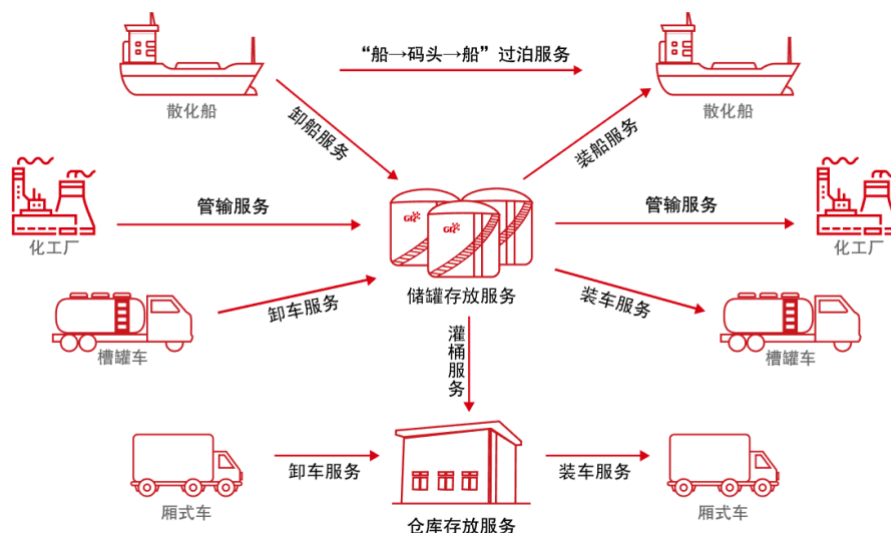 “船→码头→船”过泊服务
散化船
散化船
卸船服务
装船服务
管输服务
管输服务
化工厂
化工厂
储罐存放服务
卸车服务
装车服务
槽罐车
槽罐车
灌桶服务
卸车服务
装车服务
厢式车
仓库存放服务
厢式车